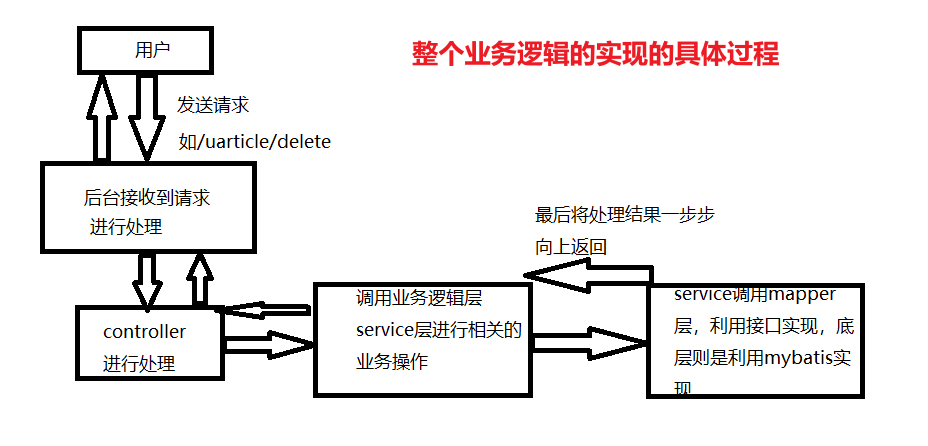 整个业务逻辑的实现的具体过程
用户
发送请求
如/uarticle/delete
后台接收到请求
进行处理
controller
进行处理
调用业务逻辑层
service层进行相关的
业务操作
最后将处理结果一步步
向上返回
service调用mapper
层，利用接口实现，底
层则是利用mybatis实
现